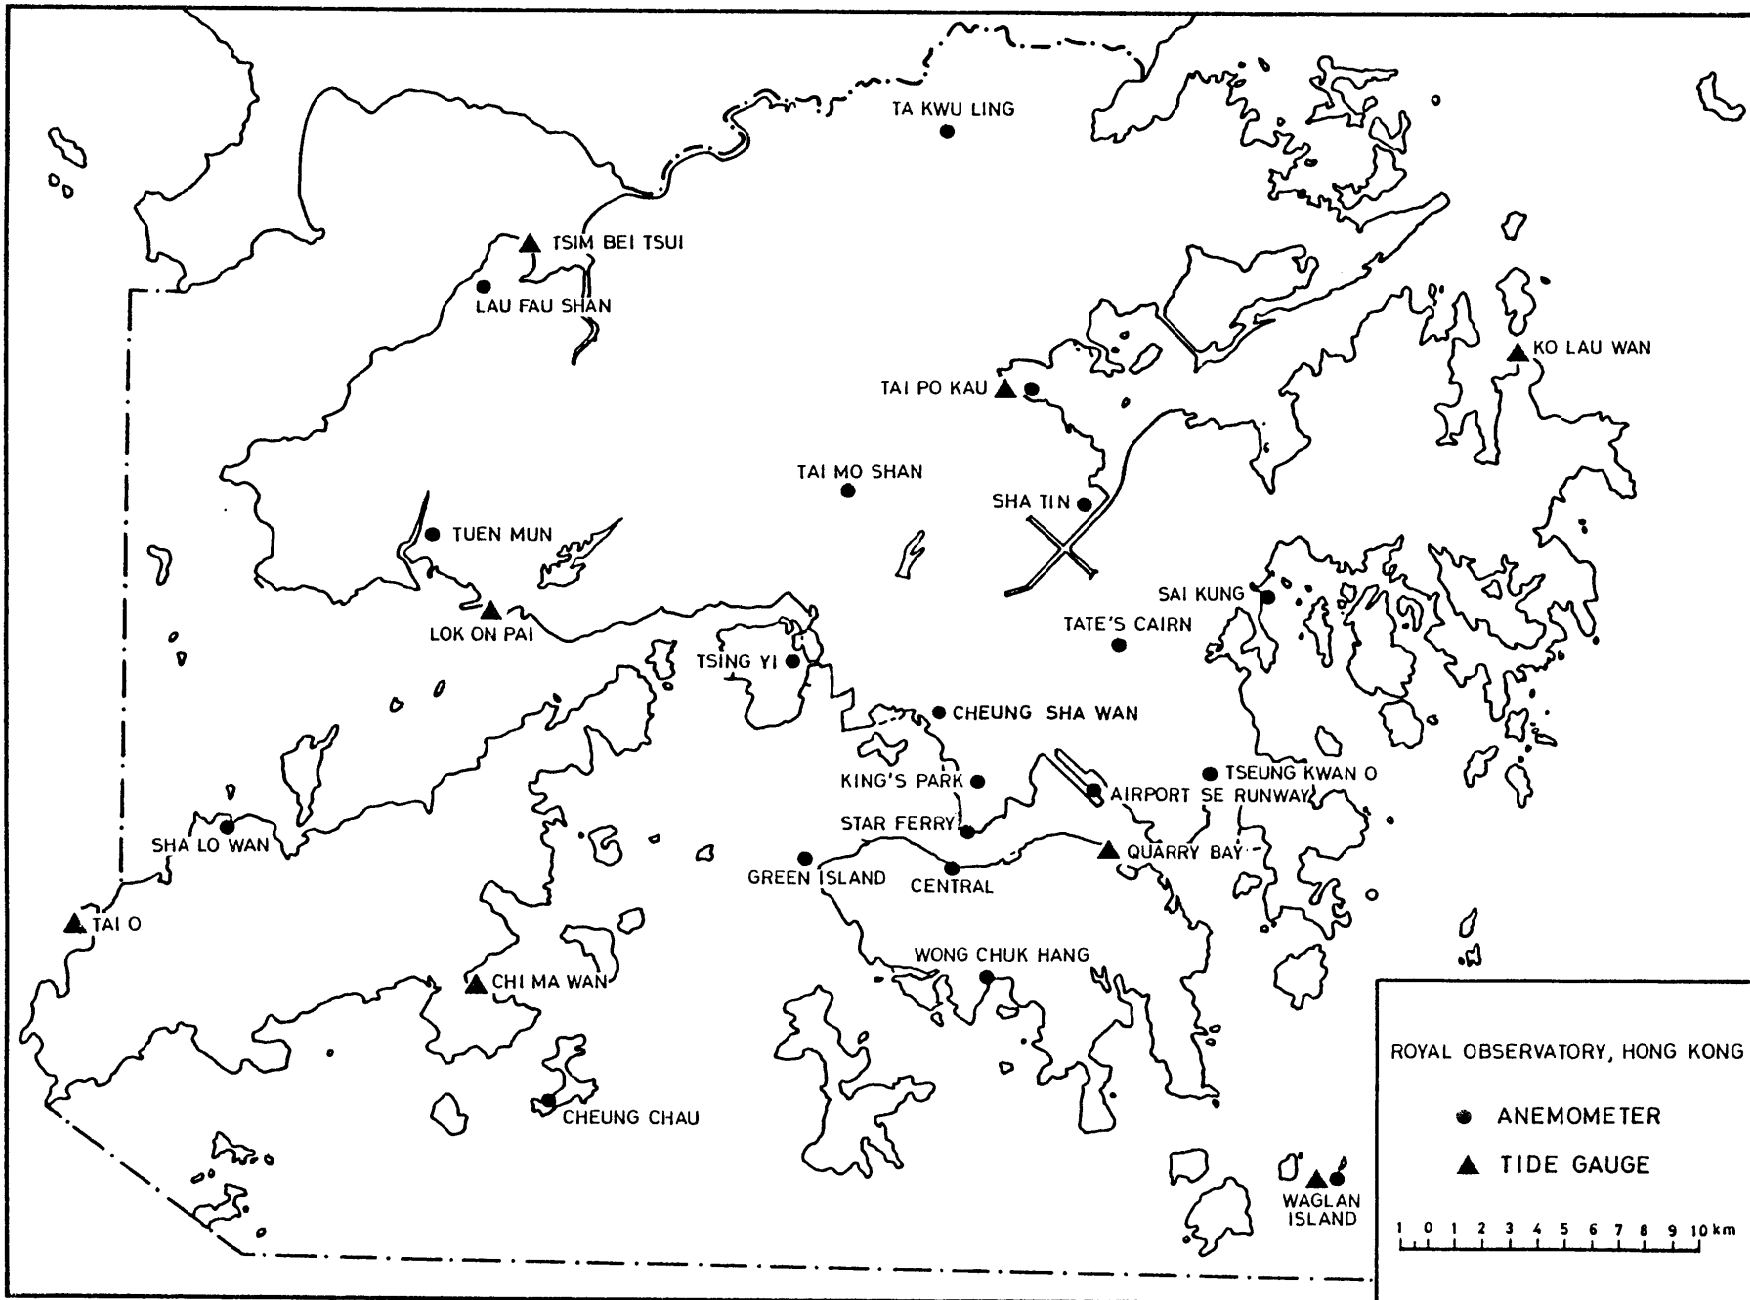 TA KWU LING
TSIM BEI TSUI
LAU FAU SHAN
KO LAU WAN
TAI PO KAU
TAI MO SHAN
SHA TIN
TUEN MUN
SAI KUNG
LOK ON PAI
TATE'S CAIRN
TSING YI
CHEUNG SHA WAN
KING'S PARK
TSEUNG KWAN O
AIRPORT SE RUNWAY
STAR FERRY
SHA LO WAN
QUARRY BAY
GREEN ISLAND
CENTRAL
TAI O
WONG CHUK HANG
CHI MA WAN
CHEUNG CHAU
WAGLAN
ISLAND
ROYAL OBSERVATORY, HONG KONG
ANEMOMETER
TIDE GAUGE
1 0 1 2 3 4 5 6 7 8 9 10 km